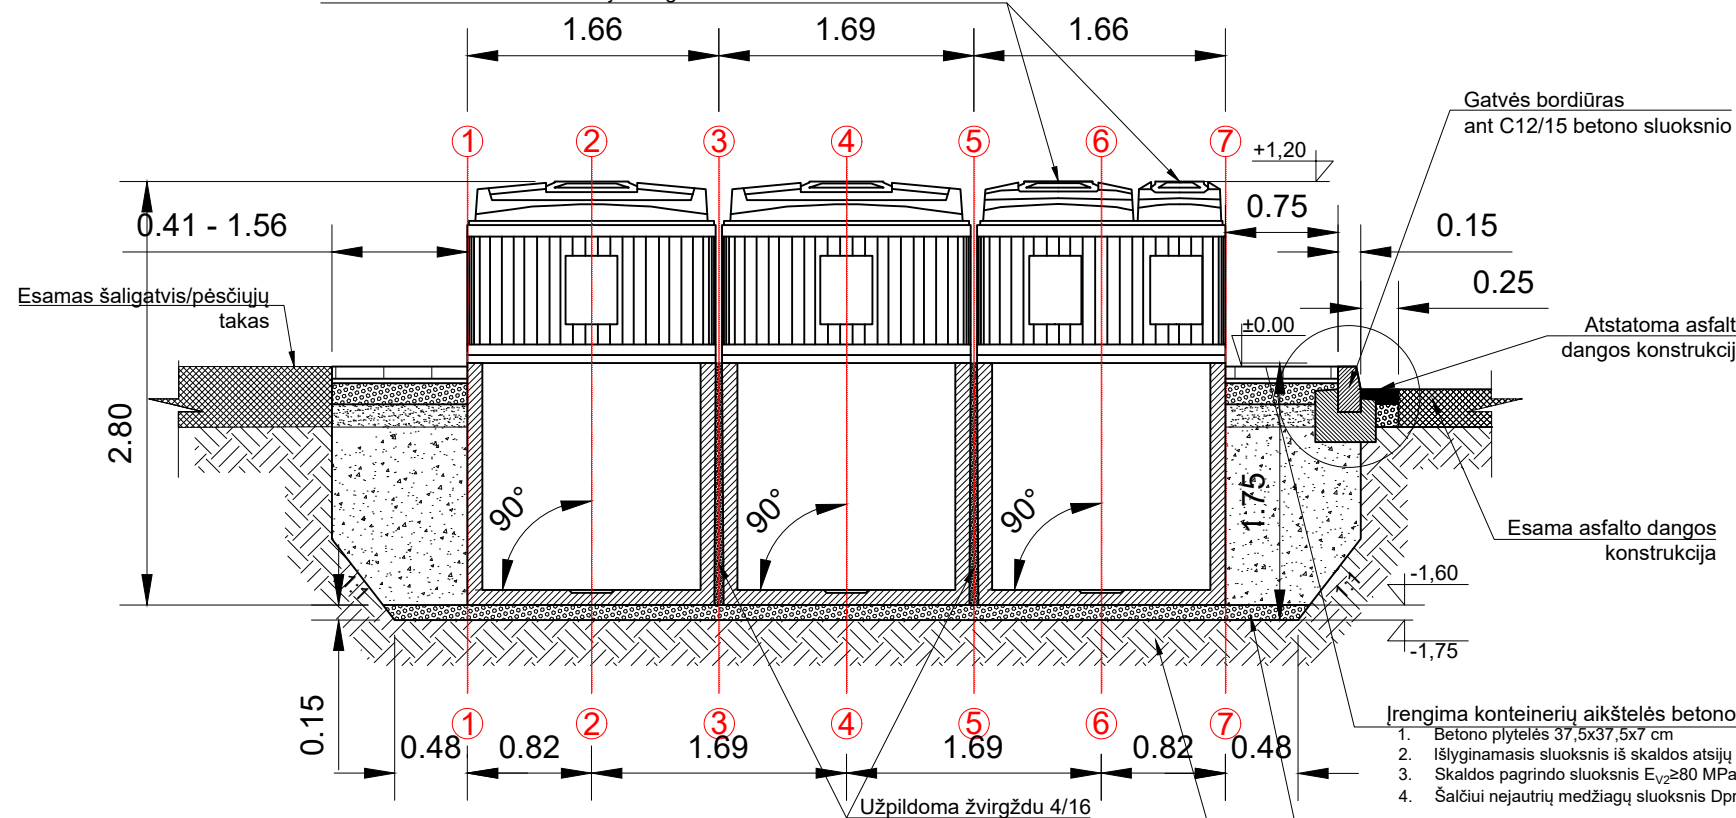 1.66
1.69
1.66
Gatvės bordiūras
ant C12/15 betono sluoksnio
1
2
3
4
5
6
7
+1,20
0.41 - 1.56
0.75
0.15
0.25
Esamas šaligatvis/pėsčiųjų
takas
±0.00
Atstatoma asfalt
dangos konstrukcij
2.80
90°
90°
90°
1.75
Esama asfalto dangos
konstrukcija
1:1
1:1
-1,60
-1,75
0.15
1
2
3
4
5
6
7
0.48
0.82
1.69
1.69
0.82
0.48
Įrengima konteinerių aikštelės betono
1. Betono plytelės 37,5x37,5x7 cm
2. Išlyginamasis sluoksnis iš skaldos atsijų
3. Skaldos pagrindo sluoksnis EV2≥80 MPa
4. Šalčiui nejautrių medžiagų sluoksnis Dpr
Užpildoma žvirgždu 4/16